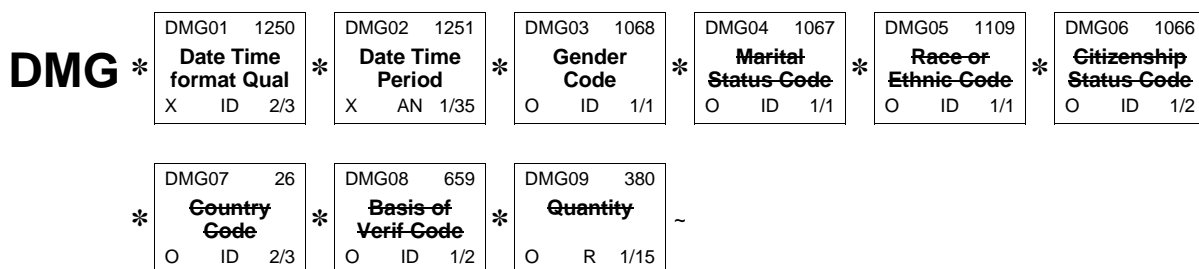 DMG * DMG01 1250 Date Time format Qual X ID 2/3 * DMG02 1251 Date Time Period X AN 1/35 * DMG03 1068 Gender Code O ID 1/1 * DMG04 1067 Marital Status Code O ID 1/1 * DMG05 1109 Race or Ethnic Code O ID 1/1 * DMG06 1066 Citizenship Status Code O ID 1/2
* DMG07 26 Country Code O ID 2/3 * DMG08 659 Basis of Verif Code O ID 1/2 * DMG09 380 Quantity O R 1/15 ~